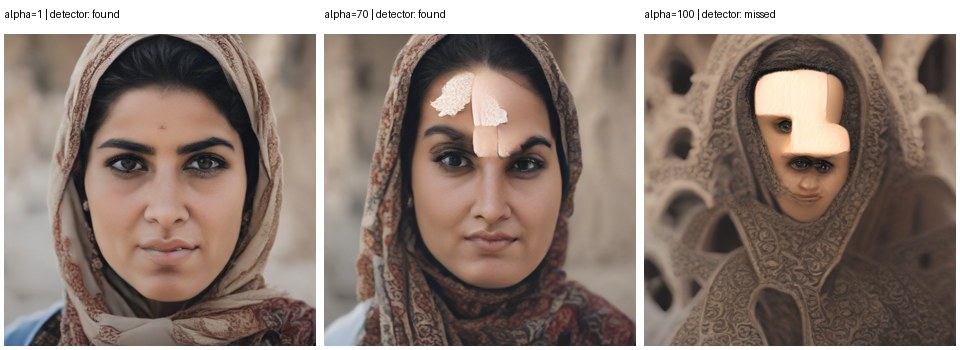 alpha=1 | detector: found
alpha=70 | detector: found
alpha=100 | detector: missed